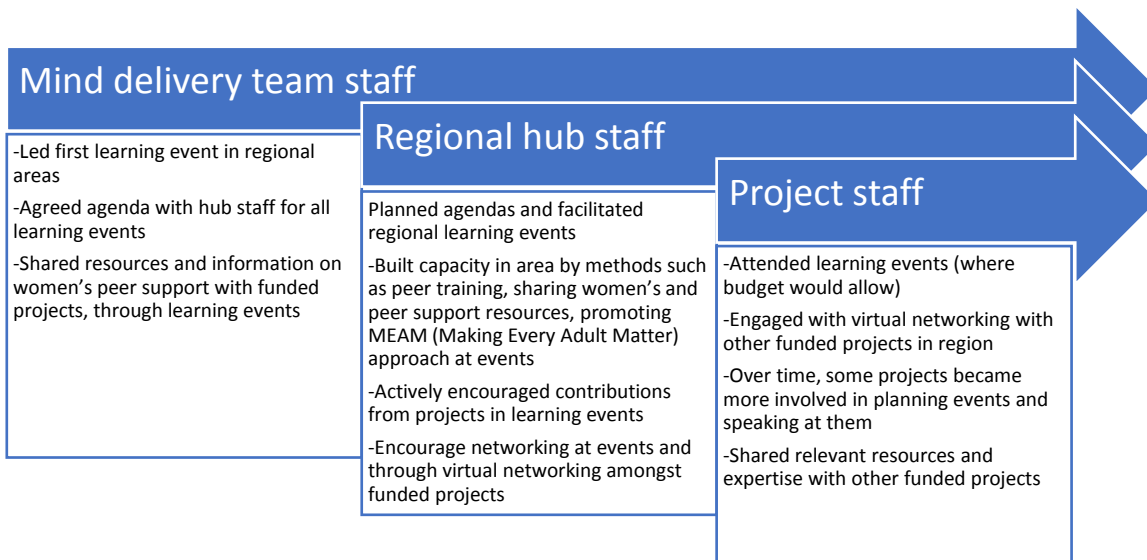 Mind delivery team staff
-Led first learning event in regional
areas
-Agreed agenda with hub staff for all
learning events
-Shared resources and information on
women's peer support with funded
projects, through learning events
Regional hub staff
Planned agendas and facilitated
regional learning events
-Built capacity in area by methods such
as peer training, sharing women's and
peer support resources, promoting
MEAM (Making Every Adult Matter)
approach at events
-Actively encouraged contributions
from projects in learning events
-Encourage networking at events and
through virtual networking amongst
funded projects
Project staff
-Attended learning events (where
budget would allow)
-Engaged with virtual networking with
other funded projects in region
-Over time, some projects became
more involved in planning events and
speaking at them
-Shared relevant resources and
expertise with other funded projects